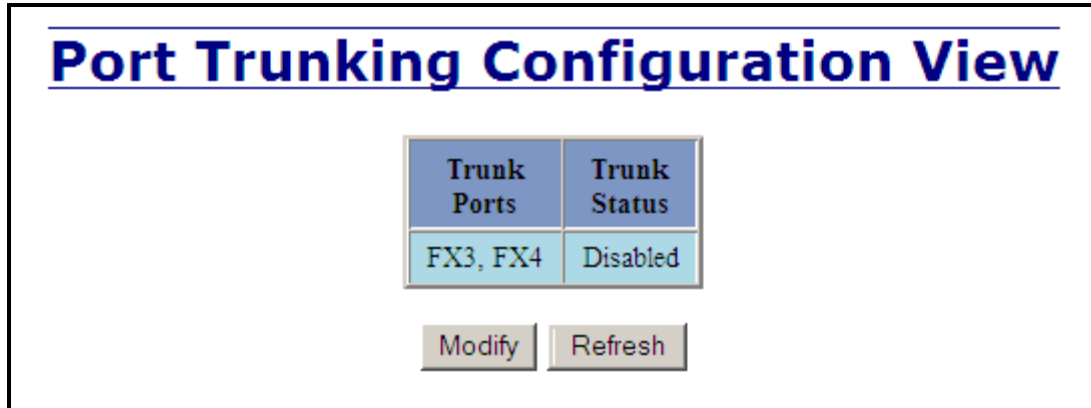 Port Trunking Configuration View
Trunk Ports
Trunk Status
FX3, FX4
Disabled
Modify
Refresh